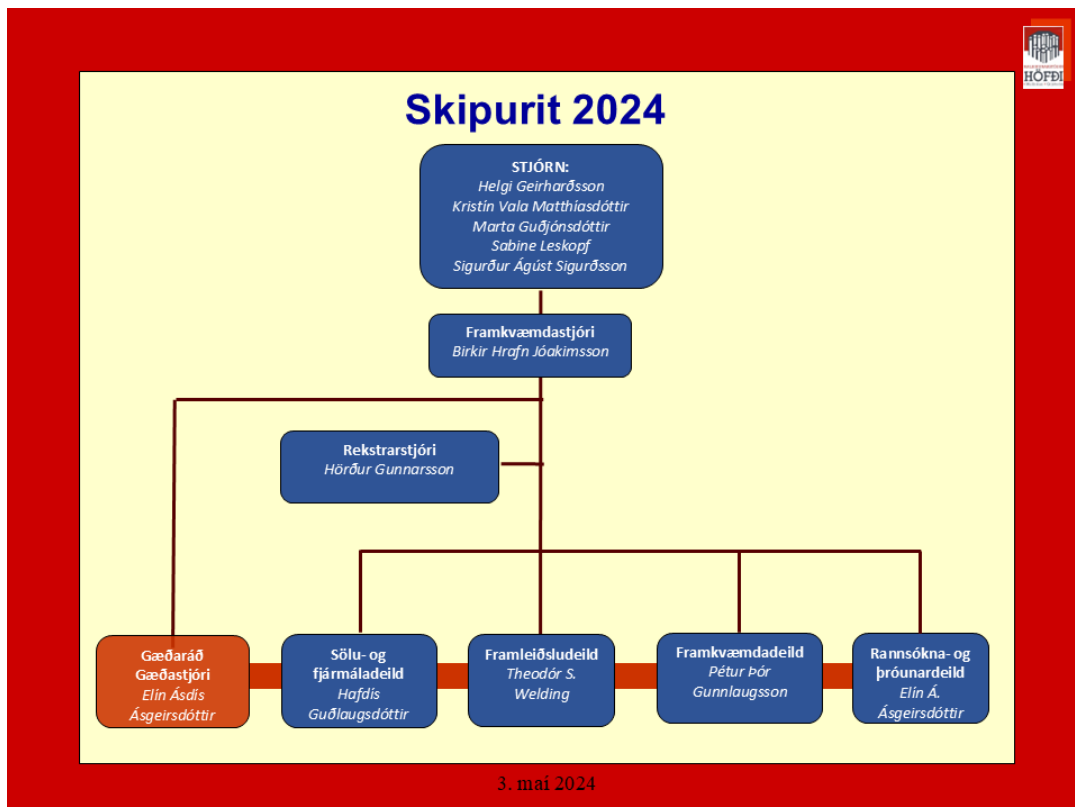 HÖFÐI
Skipurit 2024
STJÓRN:
Helgi Geirharðsson
Kristín Vala Matthíasdóttir
Marta Guðjónsdóttir
Sabine Leskopf
Sigurður Ágúst Sigurðsson
Framkvæmdastjóri
Birkir Hrafn Jóakimsson
Rekstrarstjóri
Hörður Gunnarsson
Gæðaráð
Gæðastjóri
Elín Ásdís
Ásgeirsdóttir
Sölu- og
fjármáladeild
Hafdís
Guðlaugsdóttir
Framleiðsludeild
Theodór S.
Welding
Framkvæmdadeild
Pétur Þór
Gunnlaugsson
Rannsókna- og
þróunardeild
Elín Á.
Ásgeirsdóttir
3. maí 2024